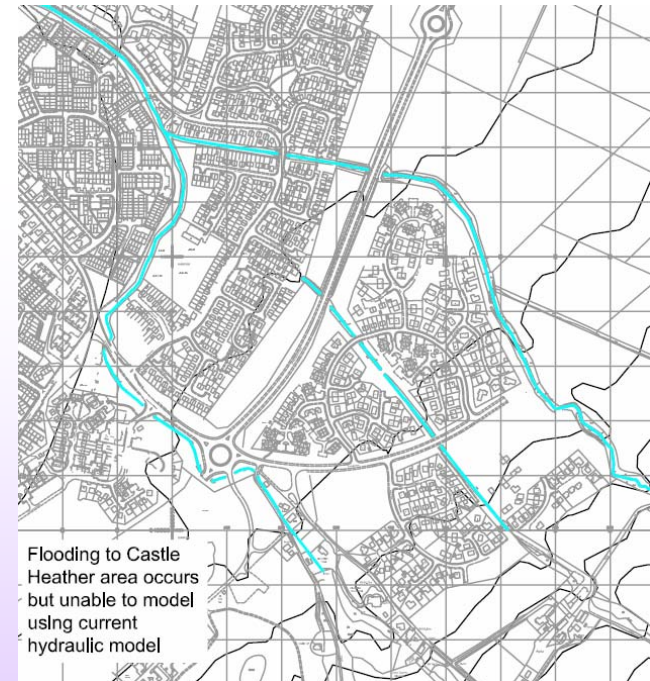 Flooding to Castle
Heather area occurs
but unable to model
using current
hydraulic model